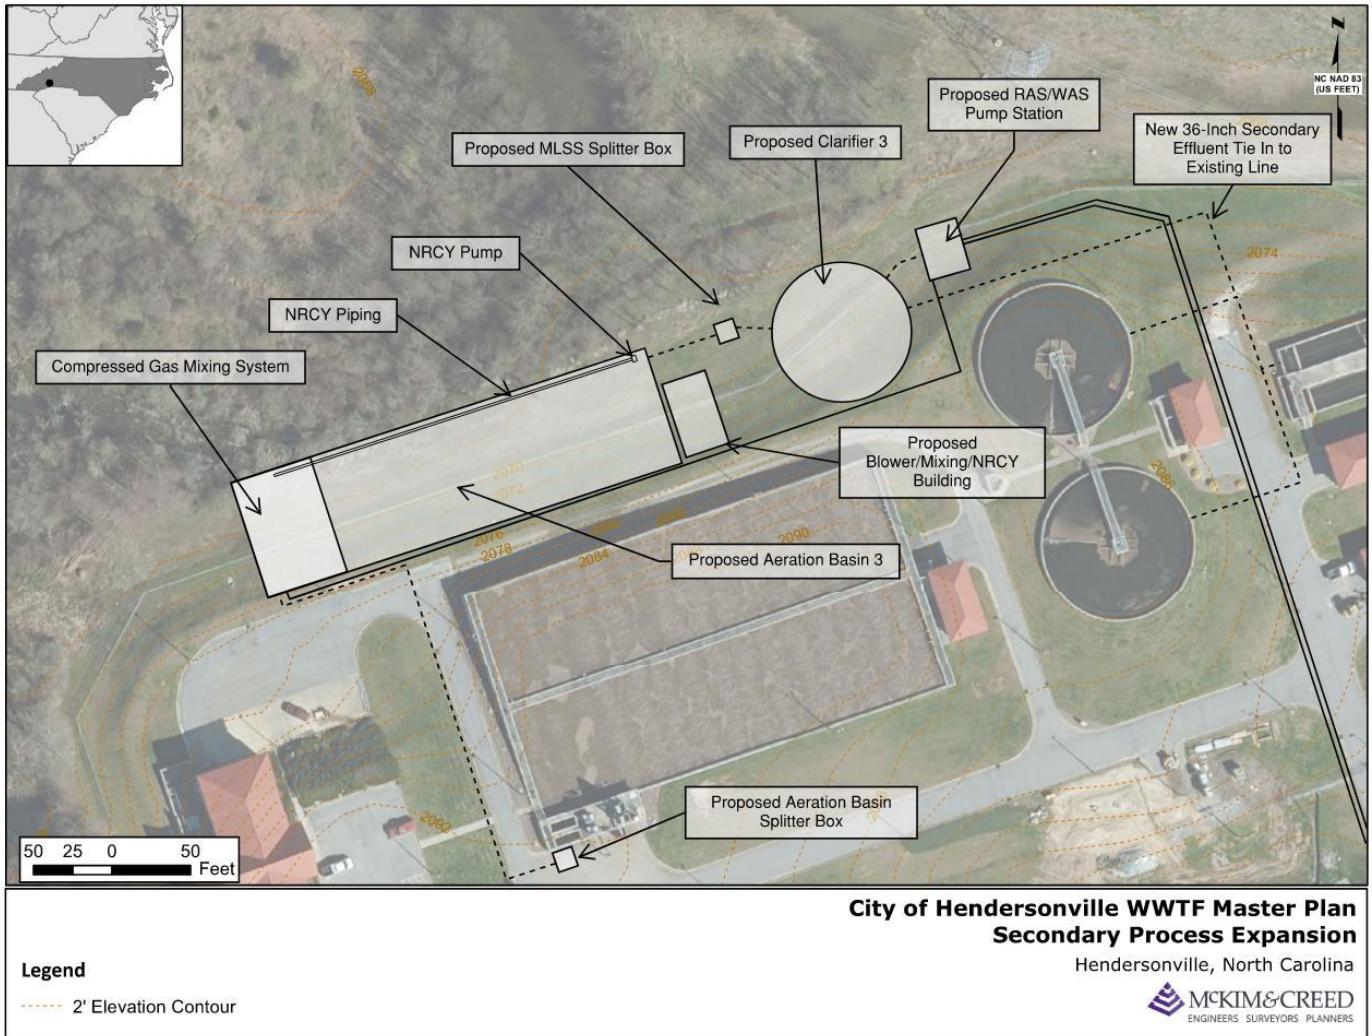 2098
NC NAD 83
(US FEET)
Proposed RAS/WAS
Pump Station
New 36-Inch Secondary
Effluent Tie In to
Existing Line
Proposed MLSS Splitter Box
Proposed Clarifier 3
NRCY Pump
2074
NRCY Piping
Compressed Gas Mixing System
Proposed
Blower/Mixing/NRCY
Building
2070
2072
2086
2076
2078
2084
2090
Proposed Aeration Basin 3
Proposed Aeration Basin
Splitter Box
2092
50 25 0 50
Feet
City of Hendersonville WWTF Master Plan
Secondary Process Expansion
Hendersonville, North Carolina
Legend
2' Elevation Contour
McKIM&CREED
ENGINEERS SURVEYORS PLANNERS